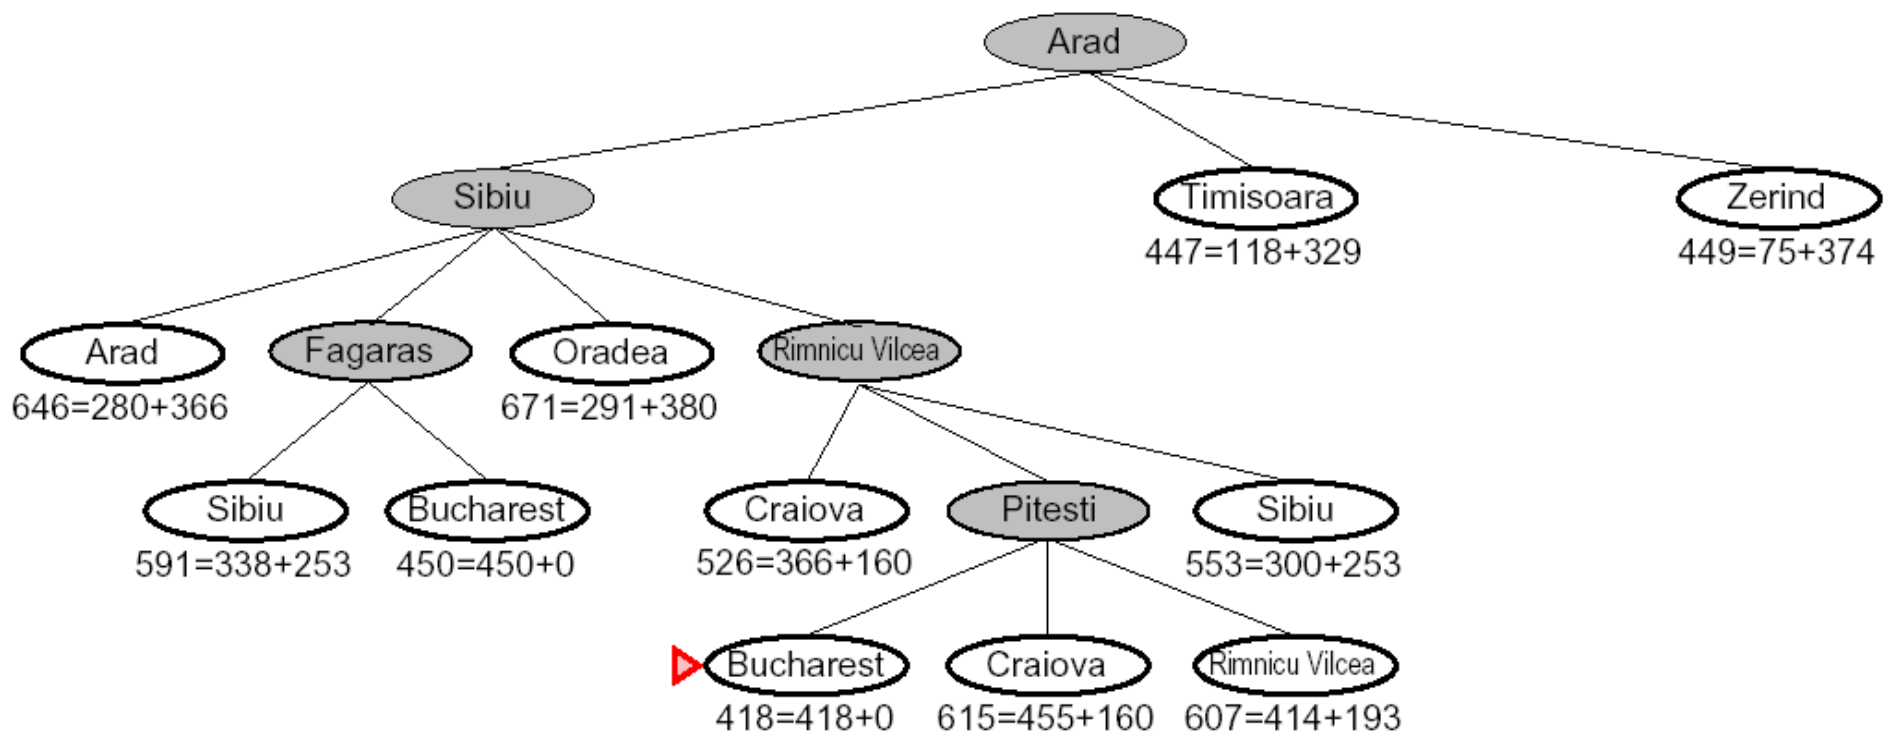 Arad
Sibiu
Timisoara
Zerind
447=118+329
449=75+374
Arad
Fagaras
Oradea
Rimnicu Vilcea
646=280+366
671=291+380
Sibiu
Bucharest
Craiova
Pitesti
Sibiu
591=338+253
450=450+0
526=366+160
553=300+253
Bucharest
Craiova
Rimnicu Vilcea
418=418+0
615=455+160
607=414+193